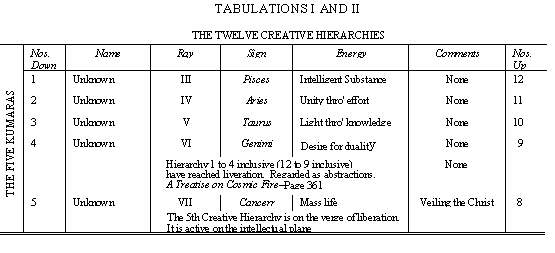 TABULATIONS I AND II
THE TWELVE CREATIVE HIERARCHIES
Nos. Down Name Ray Sign Energy Comments Nos. Up
THE FIVE KUMARAS
1 Unknown III Pisces Intelligent Substance None 12
2 Unknown IV Aries Unity thro' effort None 11
3 Unknown V Taurus Light thro' knowledge None 10
4 Unknown VI Gemini Desire for duality None 9
Hierarchy 1 to 4 inclusive (12 to 9 inclusive) None
have reached liveration. Regarded as abstractions.
A Treatise on Cosmic Fire–Page 361
5 Unknown VII Cancerr Mass life Veiling the Christ 8
The 5th Creative Hierarchy is on the verge of liberation.
It is active on the intellectual plane